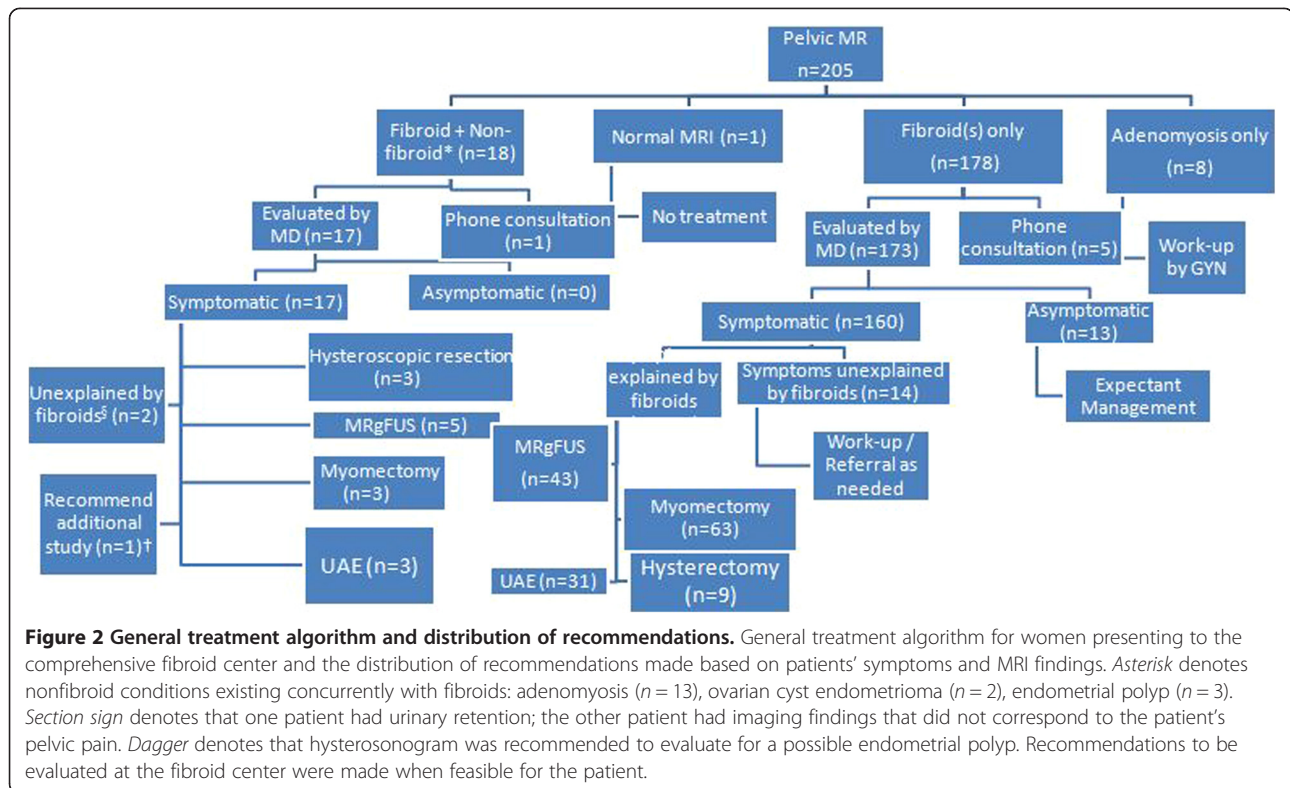 Pelvic MR
n=205
Fibroid + Non-
fibroid* (n=18)
Normal MRI (n=1)
Fibroid(s) only
(n=178)
Adenomyosis only
(n=8)
Evaluated by
MD (n=17)
Phone consultation
(n=1)
No treatment
Evaluated by
MD (n=173)
Phone
consultation (n=5)
Work-up
by GYN
Symptomatic (n=17)
Asymptomatic (n=0)
Symptomatic (n=160)
Asymptomatic
(n=13)
Hysteroscopic resection
(n=3)
Unexplained by
fibroids§ (n=2)
explained by
fibroids
Symptoms unexplained
by fibroids (n=14)
Expectant
Management
MRgFUS (n=5)
MRgFUS
(n=43)
Work-up /
Referral as
needed
Myomectomy
(n=3)
Recommend
additional
study (n=1)†
Myomectomy
(n=63)
UAE (n=3)
UAE (n=31)
Hysterectomy
(n=9)
Figure 2 General treatment algorithm and distribution of recommendations. General treatment algorithm for women presenting to the
comprehensive fibroid center and the distribution of recommendations made based on patients’ symptoms and MRI findings. Asterisk denotes
nonfibroid conditions existing concurrently with fibroids: adenomyosis (n = 13), ovarian cyst endometrioma (n = 2), endometrial polyp (n = 3).
Section sign denotes that one patient had urinary retention; the other patient had imaging findings that did not correspond to the patient’s
pelvic pain. Dagger denotes that hysterosonogram was recommended to evaluate for a possible endometrial polyp. Recommendations to be
evaluated at the fibroid center were made when feasible for the patient.